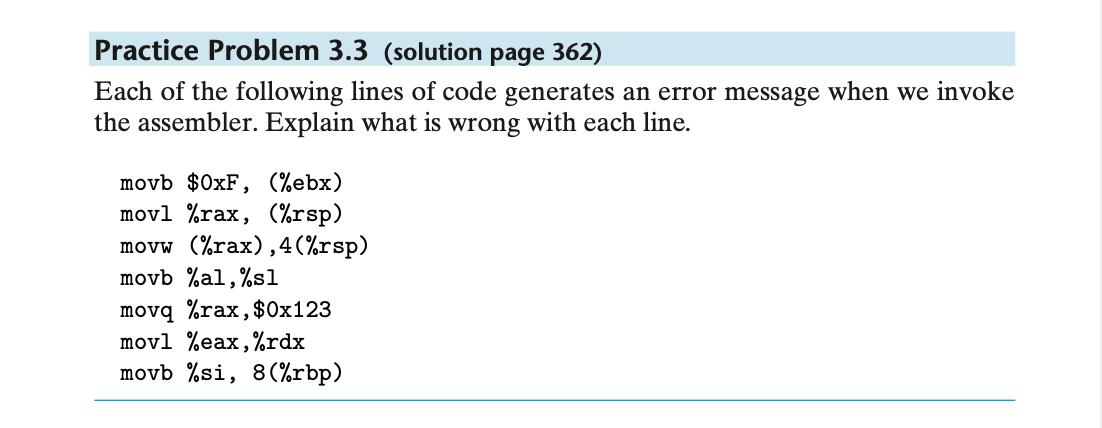 Practice Problem 3.3 (solution page 362)
Each of the following lines of code generates an error message when we invoke
the assembler. Explain what is wrong with each line.
movb $0xF, (%ebx)
movl %rax, (%rsp)
movw (%rax),4(%rsp)
movb %al,%sl
movq %rax,$0x123
movl %eax,%rdx
movb %si, 8(%rbp)